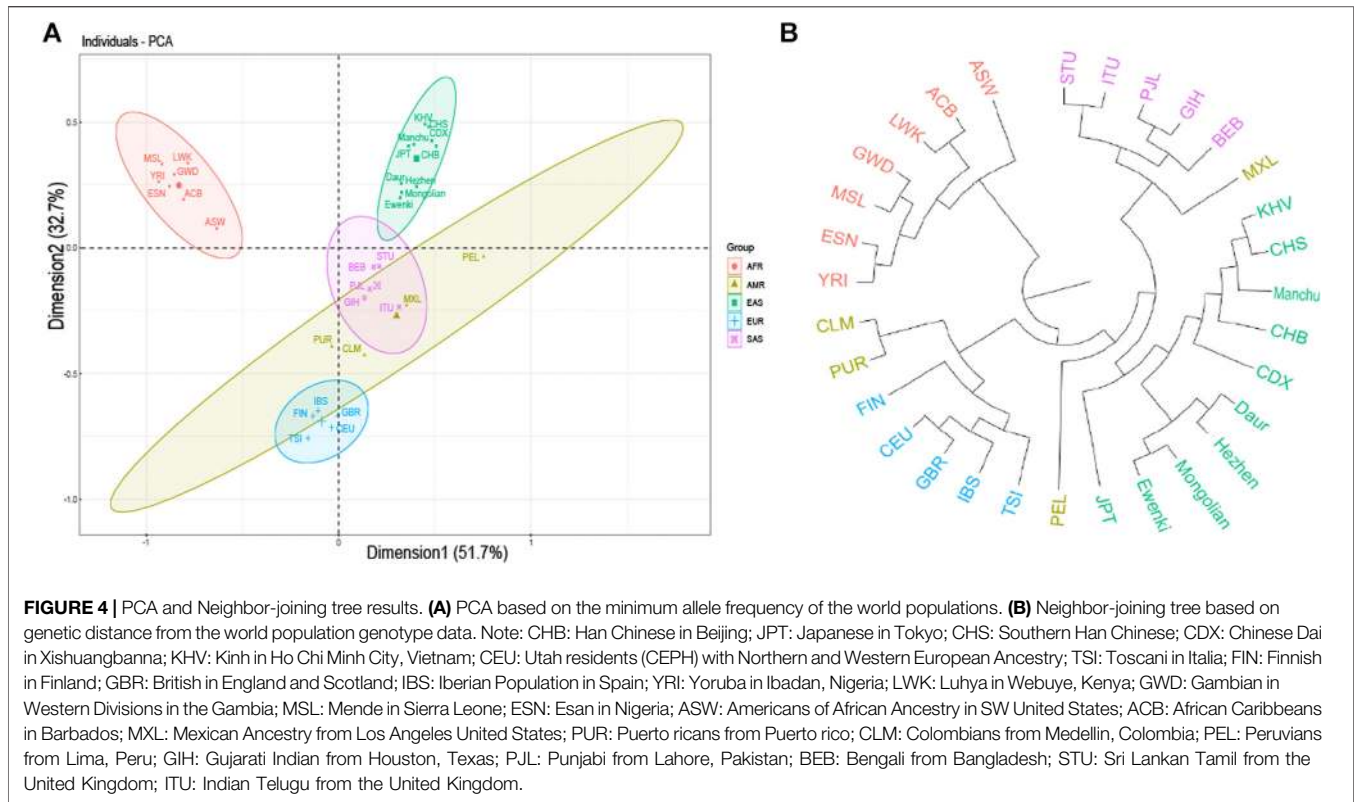 A
Individuals - PCA
0.5
0.0
-0.5
-1.0
-1
0
1
Dimension2 (32.7%)
Dimension1 (51.7%)
KHV
CHS
CDX
Manchu
JPT
CHB
Daur
Hezhen
Mongolian
Ewenki
MSL
LWK
YRI
GWD
ESN
ACB
ASW
STU
BEB
PJL
GIH
ITU
MXL
PEL
PUR
CLM
IBS
FIN
GBR
TSI
CEU
Group
AFR
AMR
EAS
EUR
SAS
B
STU
ITU
PJL
GIH
BEB
MXL
KHV
CHS
Manchu
CHB
CDX
Daur
Hezhen
Mongolian
Ewenki
JPT
PEL
TSI
IBS
GBR
CEU
FIN
PUR
CLM
YRI
ESN
MSL
GWD
LWK
ACB
ASW
FIGURE 4 | PCA and Neighbor-joining tree results. (A) PCA based on the minimum allele frequency of the world populations. (B) Neighbor-joining tree based on
genetic distance from the world population genotype data. Note: CHB: Han Chinese in Beijing; JPT: Japanese in Tokyo; CHS: Southern Han Chinese; CDX: Chinese Dai
in Xishuangbanna; KHV: Kinh in Ho Chi Minh City, Vietnam; CEU: Utah residents (CEPH) with Northern and Western European Ancestry; TSI: Toscani in Italia; FIN: Finnish
in Finland; GBR: British in England and Scotland; IBS: Iberian Population in Spain; YRI: Yoruba in Ibadan, Nigeria; LWK: Luhya in Webuye, Kenya; GWD: Gambian in
Western Divisions in the Gambia; MSL: Mende in Sierra Leone; ESN: Esan in Nigeria; ASW: Americans of African Ancestry in SW United States; ACB: African Caribbeans
in Barbados; MXL: Mexican Ancestry from Los Angeles United States; PUR: Puerto ricans from Puerto rico; CLM: Colombians from Medellin, Colombia; PEL: Peruvians
from Lima, Peru; GIH: Gujarati Indian from Houston, Texas; PJL: Punjabi from Lahore, Pakistan; BEB: Bengali from Bangladesh; STU: Sri Lankan Tamil from the
United Kingdom; ITU: Indian Telugu from the United Kingdom.